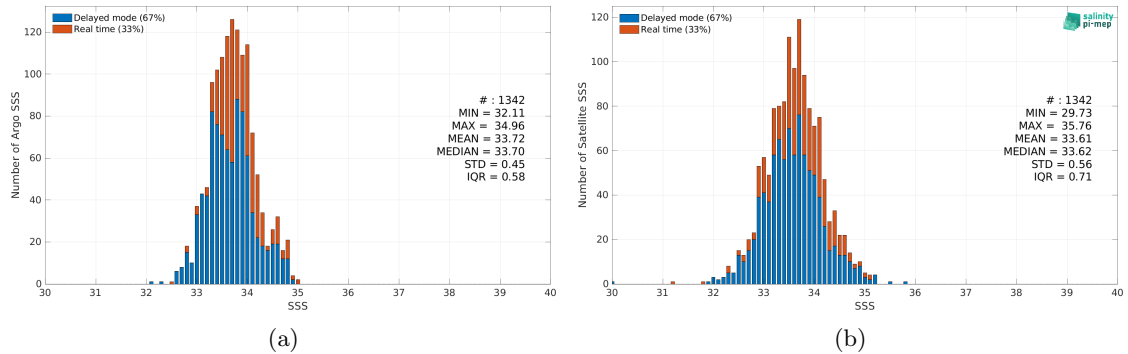 Delayed mode (67%)
Real time (33%)
Number of Argo SSS
120
100
80
60
40
20
0
# : 1342
MIN = 32.11
MAX = 34.96
MEAN = 33.72
MEDIAN = 33.70
STD = 0.45
IQR = 0.58
30 31 32 33 34 35 36 37 38 39 40
SSS
(a)
Delayed mode (67%)
Real time (33%)
salinity
pi-mep
Number of Satellite SSS
120
100
80
60
40
20
0
# : 1342
MIN = 29.73
MAX = 35.76
MEAN = 33.61
MEDIAN = 33.62
STD = 0.56
IQR = 0.71
30 31 32 33 34 35 36 37 38 39 40
SSS
(b)